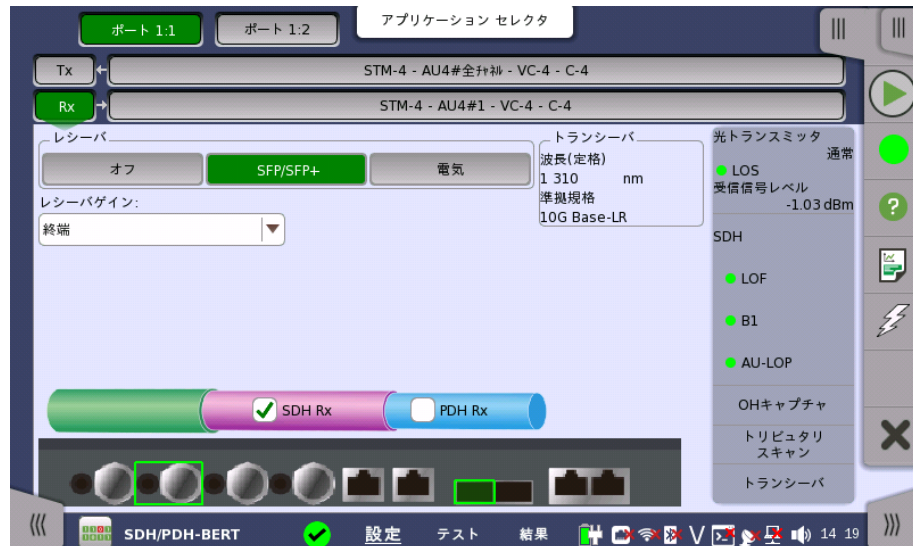 ポート 1:1
ポート 1:2
アプリケーション セレクタ
Tx
STM-4 - AU4#全ﾁｬﾈﾙ - VC-4 - C-4
Rx
STM-4 - AU4#1 - VC-4 - C-4
レシーバ
オフ
SFP/SFP+
電気
レシーバゲイン:
終端
トランシーバ
波長(定格)
1 310 nm
準拠規格
10G Base-LR
光トランスミッタ
通常
LOS
受信信号レベル
-1.03 dBm
SDH
LOF
B1
AU-LOP
OHキャプチャ
トリビュタリ
スキャン
トランシーバ
SDH Rx
PDH Rx
SDH/PDH-BERT
設定
テスト
結果
14 19